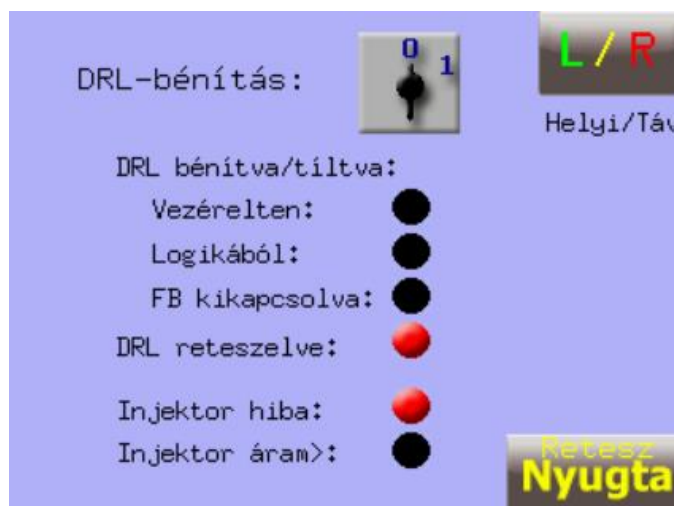 DRL-bénítás:
0
1
L/R
Helyi/Táv
DRL bénítva/tíltva:
Vezérelten:
Logikából:
FB kikapcsolva:
DRL reteszelve:
Injektor hiba:
Injektor áram>:
Retesz
Nyugta